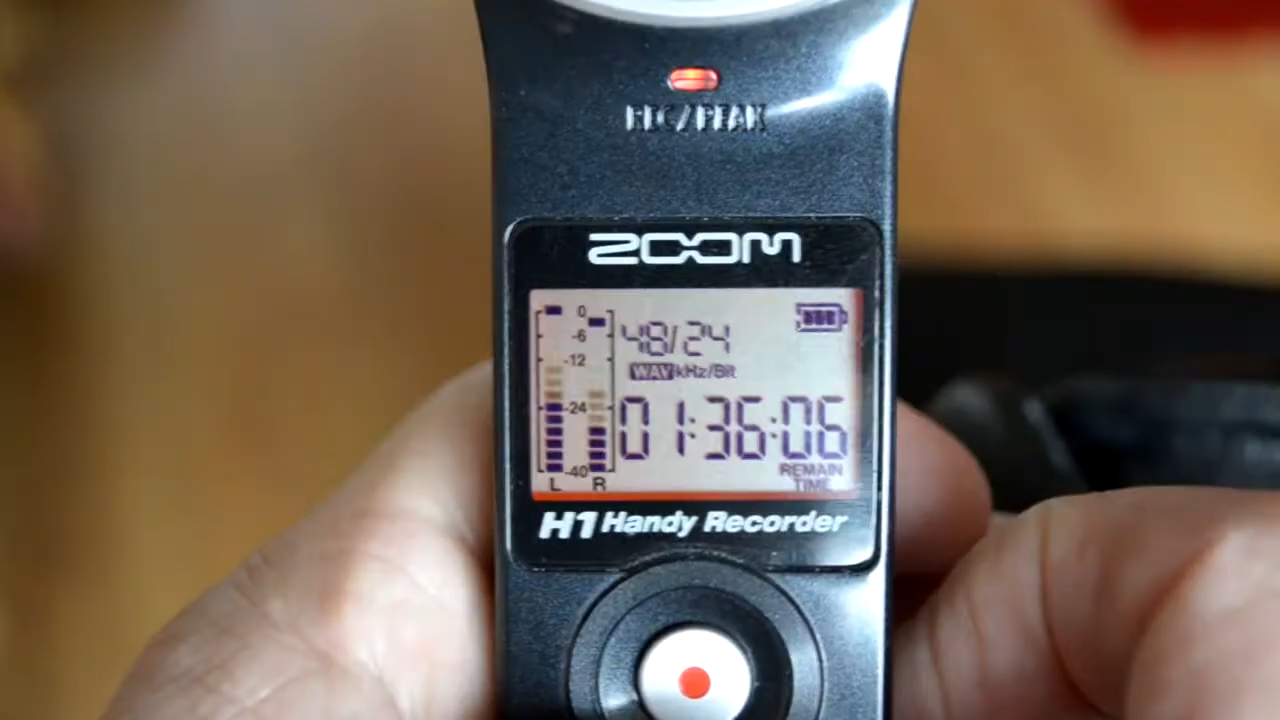 REC/PEAK
ZOOM
0
-6
-12
-24
-40
L R
48/24
WAV kHz/Bit
01:36:06
REMAIN
TIME
H1 Handy Recorder